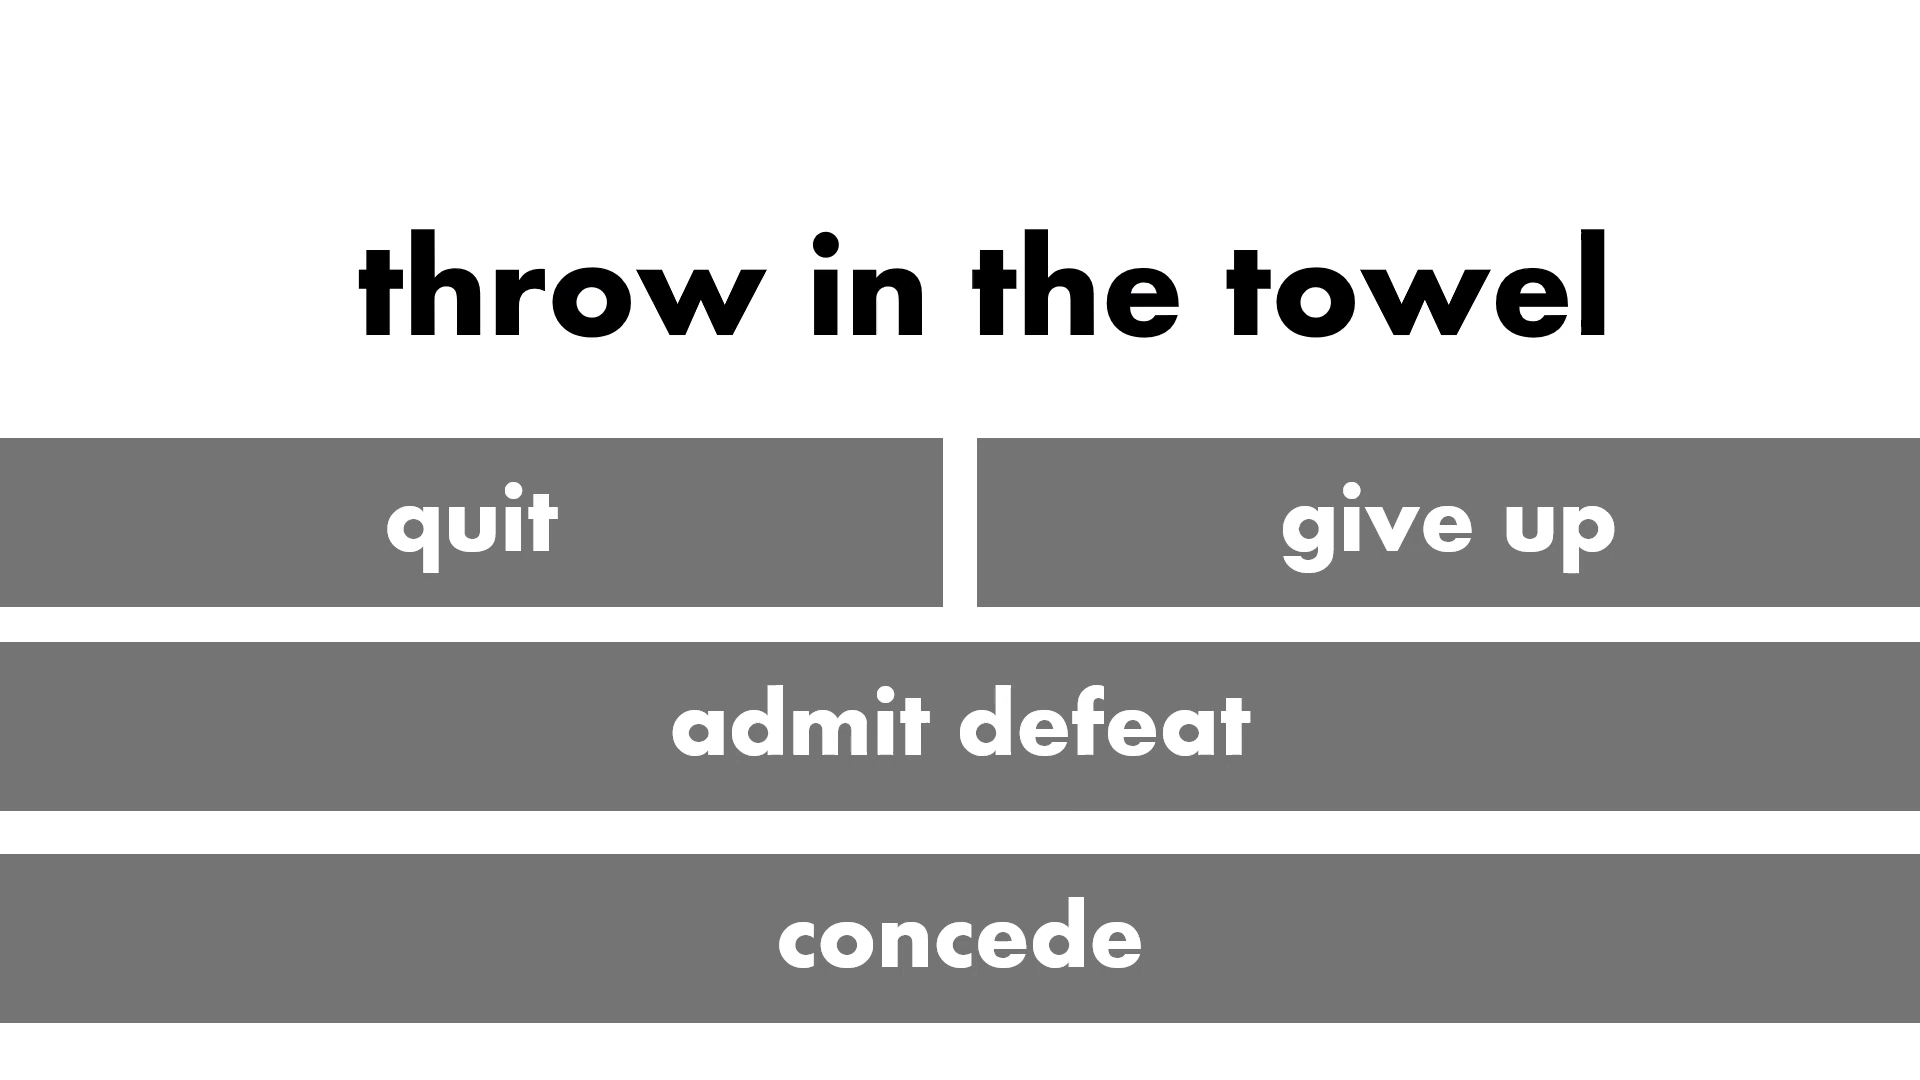 throw in the towel
quit
give up
admit defeat
concede